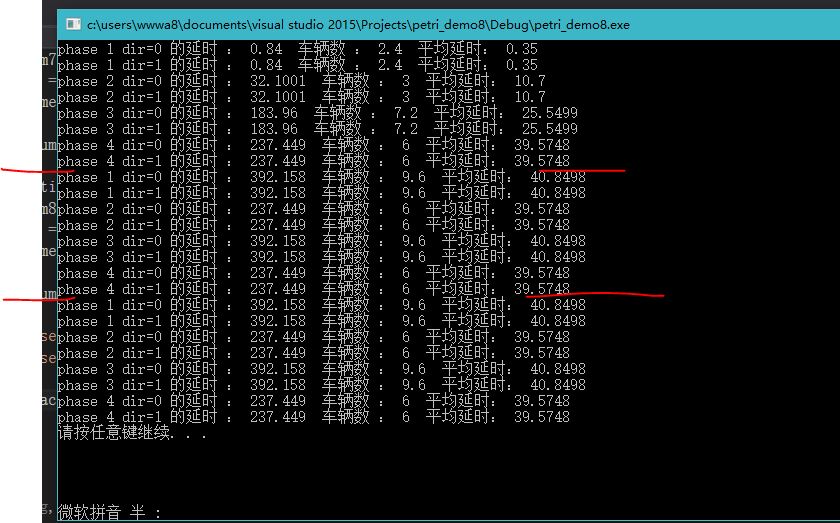 c:\users\wwwa8\documents\visual studio 2015\Projects\petri_demo8\Debug\petri_demo8.exe
phase 1 dir=0 的延时 : 0.84 车辆数 : 2.4 平均延时: 0.35
phase 1 dir=1 的延时 : 0.84 车辆数 : 2.4 平均延时: 0.35
phase 2 dir=0 的延时 : 32.1001 车辆数 : 3 平均延时: 10.7
phase 2 dir=1 的延时 : 32.1001 车辆数 : 3 平均延时: 10.7
phase 3 dir=0 的延时 : 183.96 车辆数 : 7.2 平均延时: 25.5499
phase 3 dir=1 的延时 : 183.96 车辆数 : 7.2 平均延时: 25.5499
phase 4 dir=0 的延时 : 237.449 车辆数 : 6 平均延时: 39.5748
phase 4 dir=1 的延时 : 237.449 车辆数 : 6 平均延时: 39.5748
phase 1 dir=0 的延时 : 392.158 车辆数 : 9.6 平均延时: 40.8498
phase 1 dir=1 的延时 : 392.158 车辆数 : 9.6 平均延时: 40.8498
phase 2 dir=0 的延时 : 237.449 车辆数 : 6 平均延时: 39.5748
phase 2 dir=1 的延时 : 237.449 车辆数 : 6 平均延时: 39.5748
phase 3 dir=0 的延时 : 392.158 车辆数 : 9.6 平均延时: 40.8498
phase 3 dir=1 的延时 : 392.158 车辆数 : 9.6 平均延时: 40.8498
phase 4 dir=0 的延时 : 237.449 车辆数 : 6 平均延时: 39.5748
phase 4 dir=1 的延时 : 237.449 车辆数 : 6 平均延时: 39.5748
phase 1 dir=0 的延时 : 392.158 车辆数 : 9.6 平均延时: 40.8498
phase 1 dir=1 的延时 : 392.158 车辆数 : 9.6 平均延时: 40.8498
phase 2 dir=0 的延时 : 237.449 车辆数 : 6 平均延时: 39.5748
phase 2 dir=1 的延时 : 237.449 车辆数 : 6 平均延时: 39.5748
phase 3 dir=0 的延时 : 392.158 车辆数 : 9.6 平均延时: 40.8498
phase 3 dir=1 的延时 : 392.158 车辆数 : 9.6 平均延时: 40.8498
phase 4 dir=0 的延时 : 237.449 车辆数 : 6 平均延时: 39.5748
phase 4 dir=1 的延时 : 237.449 车辆数 : 6 平均延时: 39.5748
请按任意键继续. . .
微软拼音 半 :